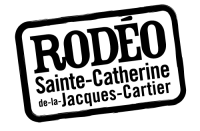 RODÉO
Sainte-Catherine
de-la-Jacques-Cartier